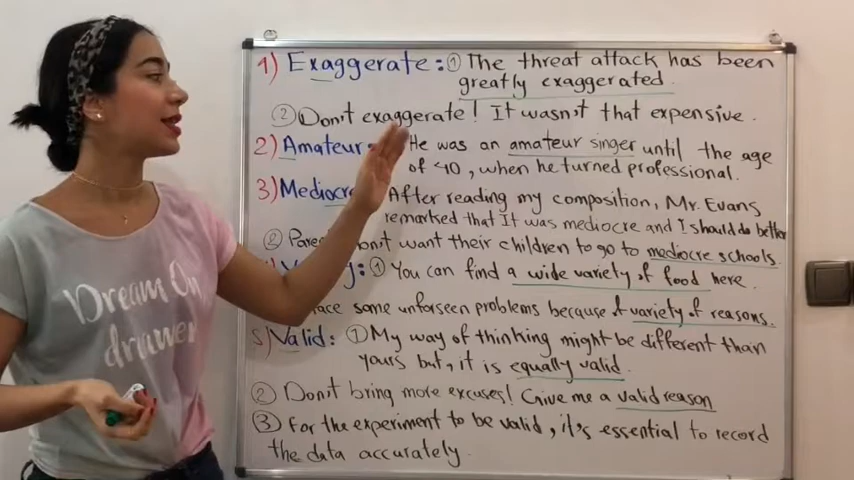 1) Exaggerate: ① The threat attack has been
greatly exaggerated.
② Don't exaggerate! It wasn't that expensive.
2) Amateur: He was an amateur singer until the age
of 40, when he turned professional.
3) Mediocre After reading my composition, Mr. Evans
remarked that It was mediocre and I should do better
② don't want their children to go to mediocre schools.
① You can find a wide variety of food here.
some unforseen problems because of variety of reasons.
5) Valid: ① My way of thinking might be different than
yours but, it is equally valid.
② Don't bring more excuses! Give me a valid reason
③ For the experiment to be valid, it's essential to record
the data accurately.
Dream On
drawer